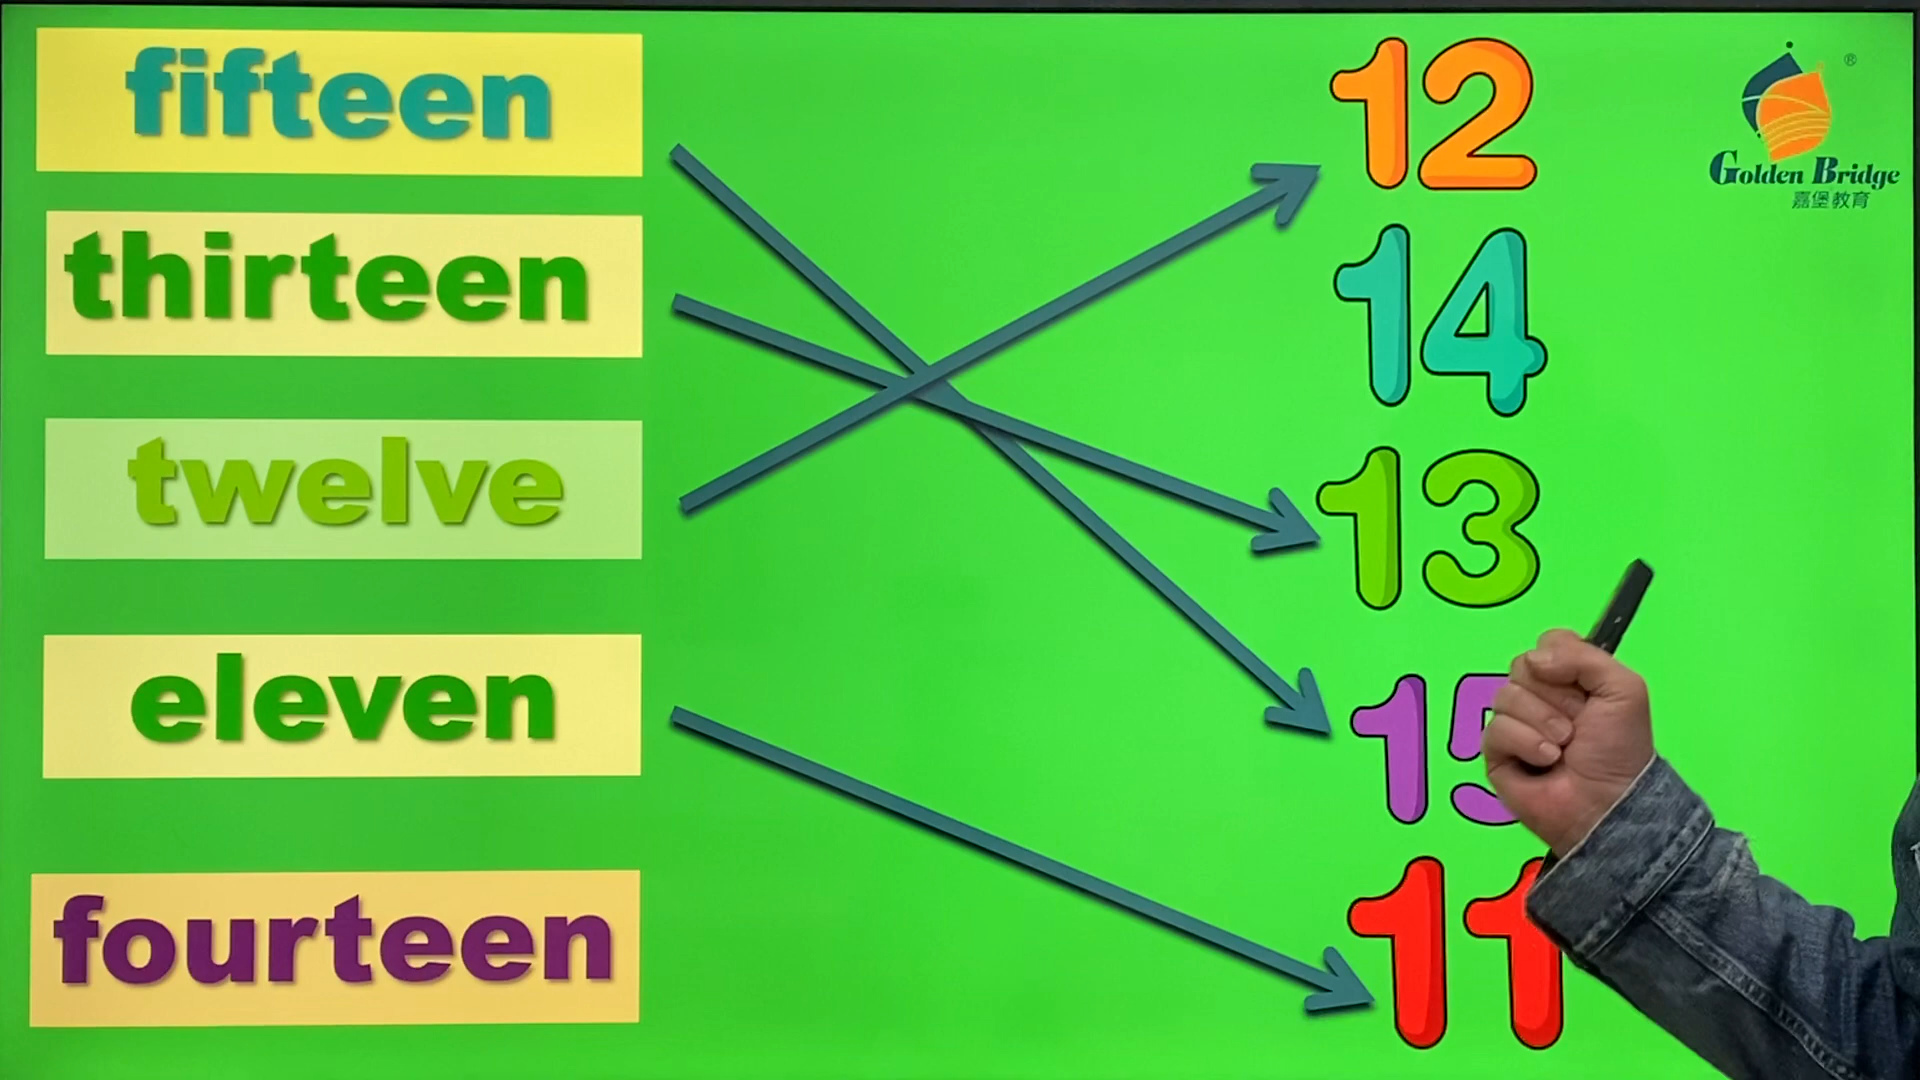 fifteen
thirteen
twelve
eleven
fourteen
12
14
13
15
11
®
Golden Bridge
嘉堡教育